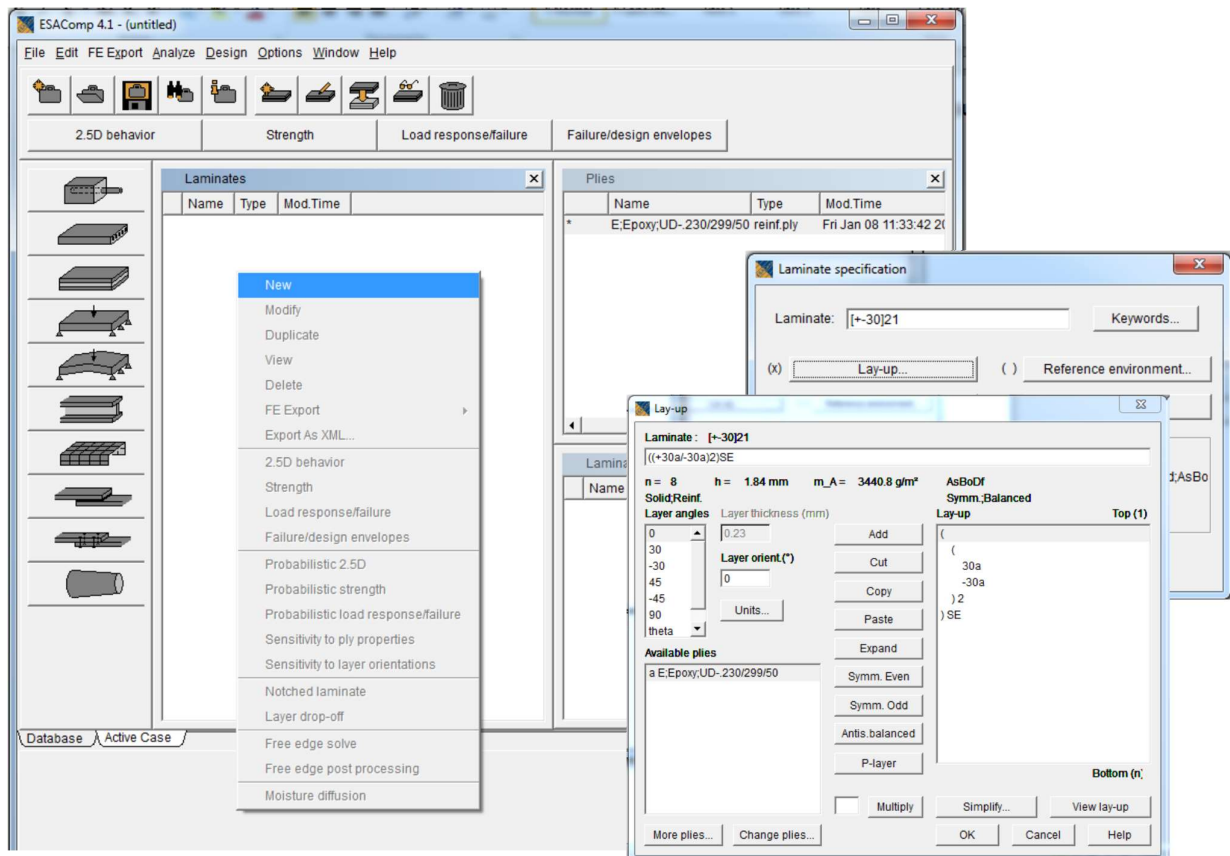 ESAComp 4.1 - (untitled)
File Edit FE Export Analyze Design Options Window Help
2.5D behavior Strength Load response/failure Failure/design envelopes
Laminates
Name Type Mod.Time
Plies
Name Type Mod.Time
* E;Epoxy;UD-.230/299/50 reinf.ply Fri Jan 08 11:33:42 20
New
Modify
Duplicate
View
Delete
FE Export
Export As XML...
2.5D behavior
Strength
Load response/failure
Failure/design envelopes
Probabilistic 2.5D
Probabilistic strength
Probabilistic load response/failure
Sensitivity to ply properties
Sensitivity to layer orientations
Notched laminate
Layer drop-off
Free edge solve
Free edge post processing
Moisture diffusion
Lamina
Name
Database Active Case
Laminate specification
Laminate: [+-30]21 Keywords...
(x) Lay-up... ( ) Reference environment...
d;AsBo
Lay-up
Laminate : [+-30]21
((+30a/-30a)2)SE
n = 8 h = 1.84 mm m_A = 3440.8 g/m² AsBoDf
Solid;Reinf. Symm.;Balanced
Layer angles Layer thickness (mm) Lay-up Top (1)
0
30
-30
45
-45
90
theta
0.23
Layer orient.(°)
0
Units...
Add
Cut
Copy
Paste
Expand
Symm. Even
Symm. Odd
Antis.balanced
P-layer
(
(
30a
-30a
) 2
) SE
Available plies
a E;Epoxy;UD-.230/299/50
Bottom (n)
Multiply Simplify... View lay-up
More plies... Change plies... OK Cancel Help